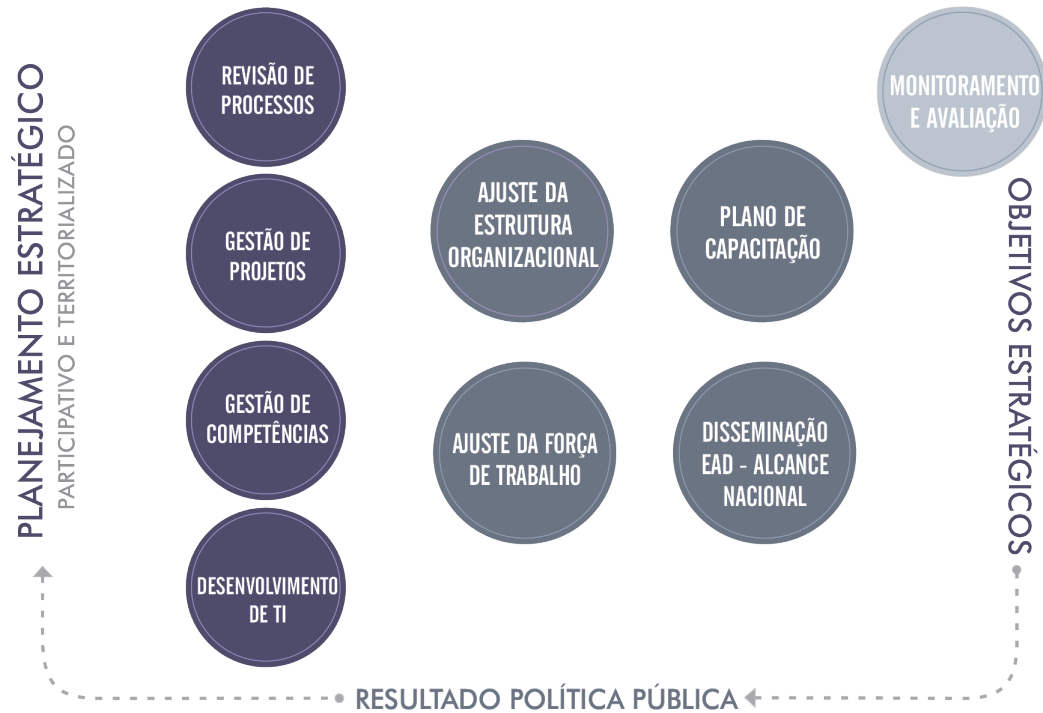 PLANEJAMENTO ESTRATÉGICO
PARTICIPATIVO E TERRITORIALIZADO
REVISÃO DE
PROCESSOS
GESTÃO DE
PROJETOS
GESTÃO DE
COMPETÊNCIAS
DESENVOLVIMENTO
DE TI
AJUSTE DA
ESTRUTURA
ORGANIZACIONAL
AJUSTE DA FORÇA
DE TRABALHO
PLANO DE
CAPACITAÇÃO
DISSEMINAÇÃO
EAD - ALCANCE
NACIONAL
MONITORAMENTO
E AVALIAÇÃO
OBJETIVOS ESTRATÉGICOS
RESULTADO POLÍTICA PÚBLICA